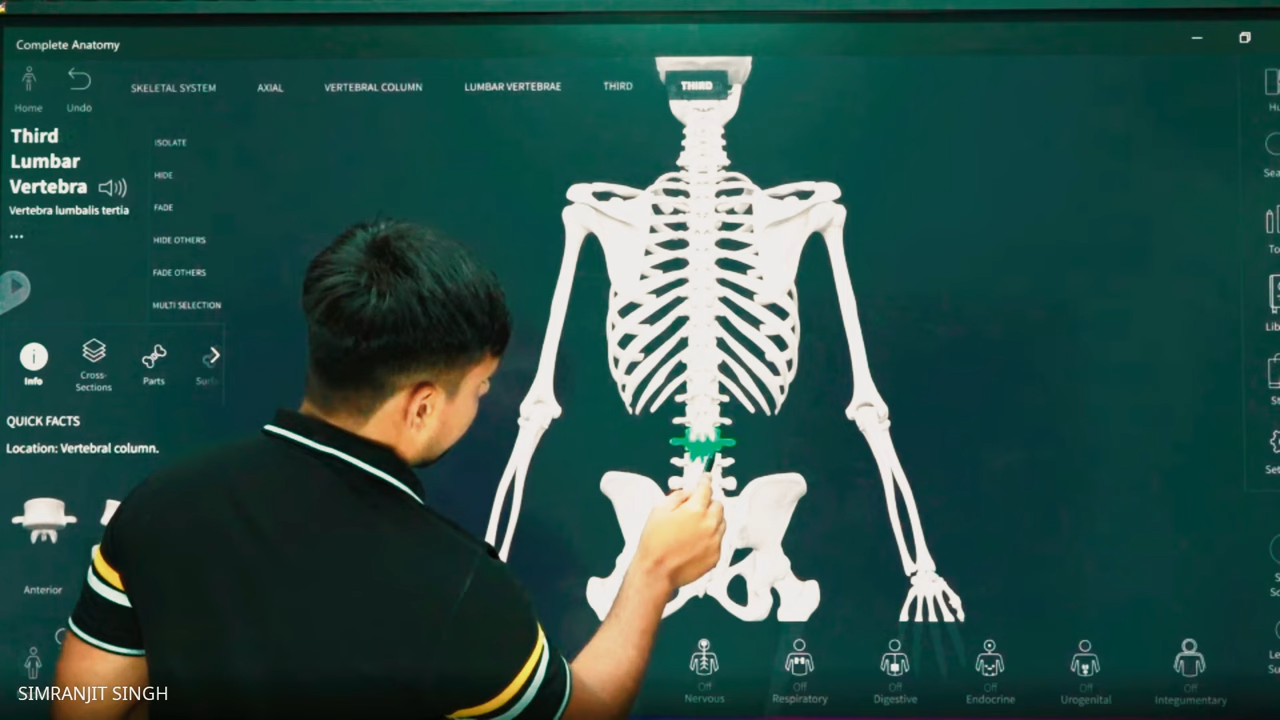 Complete Anatomy
Home
Undo
SKELETAL SYSTEM
AXIAL
VERTEBRAL COLUMN
LUMBAR VERTEBRAE
THIRD
THIRD
Third
Lumbar
Vertebra
Vertebra lumbalis tertia
...
ISOLATE
HIDE
FADE
HIDE OTHERS
FADE OTHERS
MULTI SELECTION
Info
Cross-
Sections
Parts
QUICK FACTS
Location: Vertebral column.
Anterior
Off
Nervous
Off
Respiratory
Off
Digestive
Off
Endocrine
Off
Urogenital
Off
Integumentary
SIMRANJIT SINGH